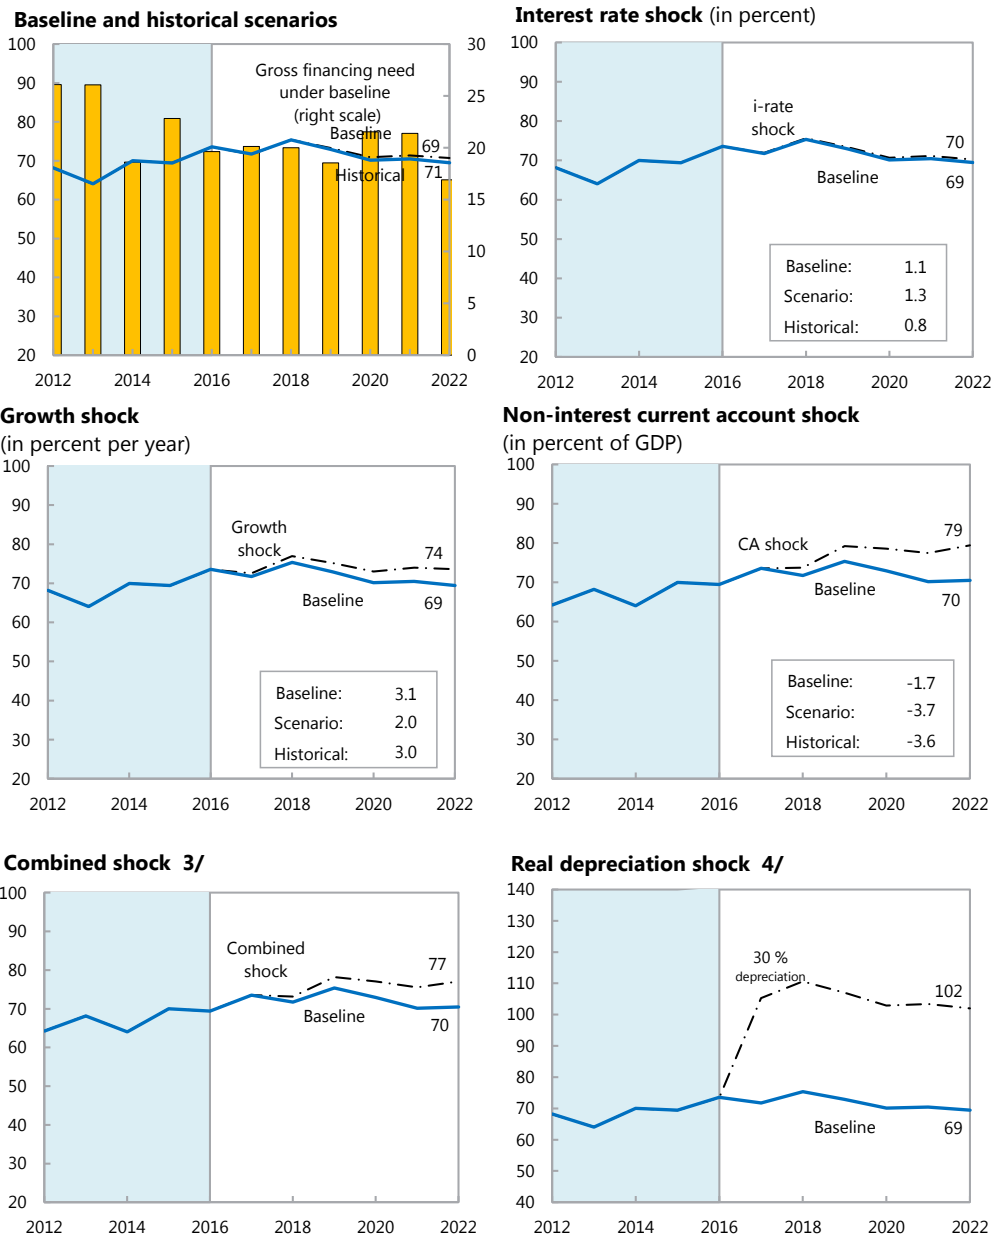 Baseline and historical scenarios
100
90
80
70
60
50
40
30
20
30
25
20
15
10
5
0
Gross financing need
under baseline
(right scale)
Baseline
69
Historical
71
2012 2014 2016 2018 2020 2022
Interest rate shock (in percent)
100
90
80
70
60
50
40
30
20
i-rate
shock
70
Baseline
69
Baseline: 1.1
Scenario: 1.3
Historical: 0.8
2012 2014 2016 2018 2020 2022
Growth shock
(in percent per year)
100
90
80
70
60
50
40
30
20
Growth
shock
74
Baseline
69
Baseline: 3.1
Scenario: 2.0
Historical: 3.0
2012 2014 2016 2018 2020 2022
Non-interest current account shock
(in percent of GDP)
100
90
80
70
60
50
40
30
20
79
CA shock
Baseline
70
Baseline: -1.7
Scenario: -3.7
Historical: -3.6
2012 2014 2016 2018 2020 2022
Combined shock 3/
100
90
80
70
60
50
40
30
20
Combined
shock
77
Baseline
70
2012 2014 2016 2018 2020 2022
Real depreciation shock 4/
140
130
120
110
100
90
80
70
60
50
40
30 %
depreciation
102
Baseline
69
2012 2014 2016 2018 2020 2022